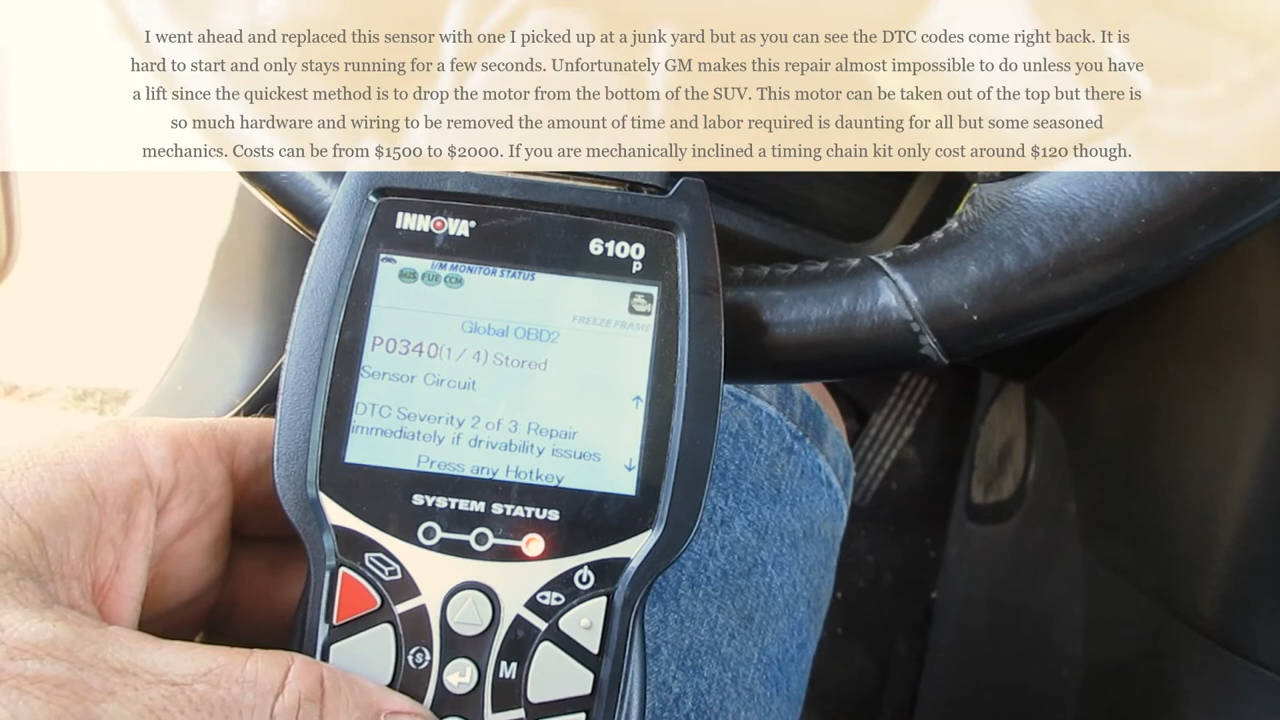 I went ahead and replaced this sensor with one I picked up at a junk yard but as you can see the DTC codes come right back. It is
hard to start and only stays running for a few seconds. Unfortunately GM makes this repair almost impossible to do unless you have
a lift since the quickest method is to drop the motor from the bottom of the SUV. This motor can be taken out of the top but there is
so much hardware and wiring to be removed the amount of time and labor required is daunting for all but some seasoned
mechanics. Costs can be from $1500 to $2000. If you are mechanically inclined a timing chain kit only cost around $120 though.
INNOVA®
6100
p
I/M MONITOR STATUS
MIS FUE CCM
FREEZE FRAME
Global OBD2
P0340(1/4) Stored
Sensor Circuit
DTC Severity 2 of 3: Repair
immediately if drivability issues
Press any Hotkey
SYSTEM STATUS
S
M